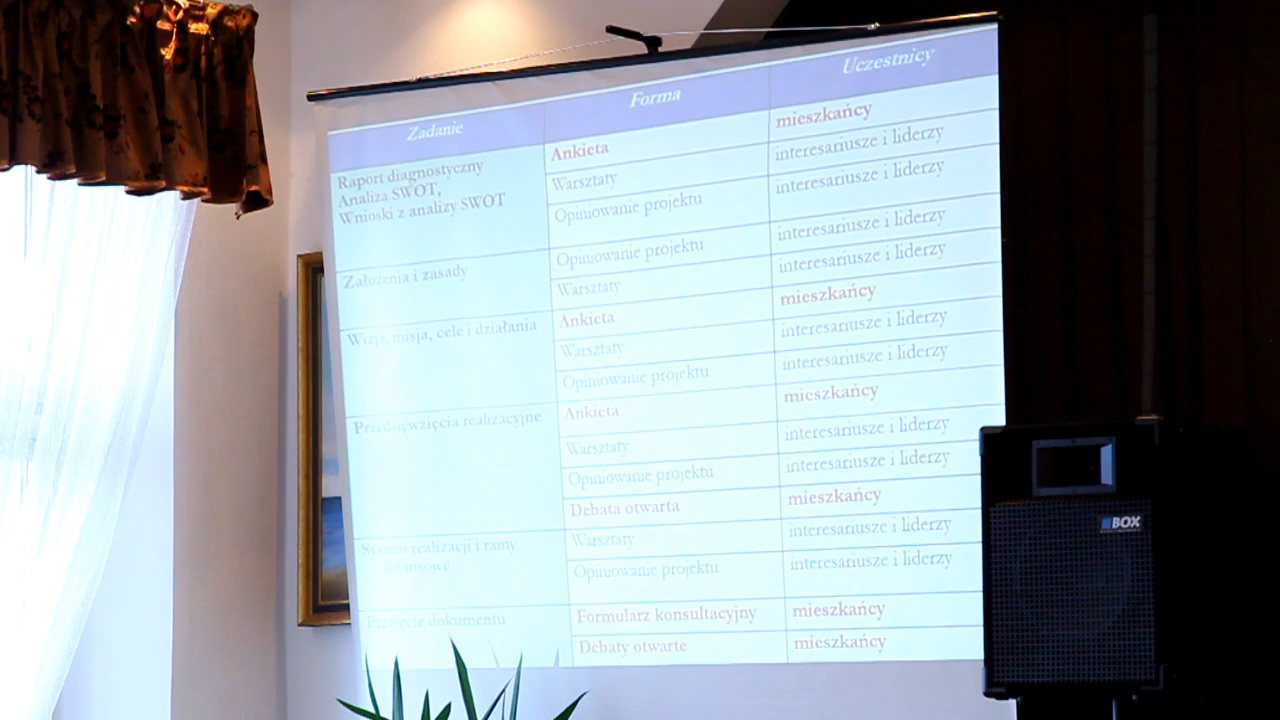 Zadanie Forma Uczestnicy
Raport diagnostyczny
Analiza SWOT,
Wnioski z analizy SWOT
Ankieta mieszkańcy
Warsztaty interesariusze i liderzy
Opiniowanie projektu interesariusze i liderzy
Założenia i zasady
Opiniowanie projektu interesariusze i liderzy
Warsztaty interesariusze i liderzy
Wizja, misja, cele i działania
Ankieta mieszkańcy
Warsztaty interesariusze i liderzy
Opiniowanie projektu interesariusze i liderzy
Przedsięwzięcia realizacyjne
Ankieta mieszkańcy
Warsztaty interesariusze i liderzy
Opiniowanie projektu interesariusze i liderzy
Debata otwarta mieszkańcy
System realizacji i ramy
finansowe
Warsztaty interesariusze i liderzy
Opiniowanie projektu interesariusze i liderzy
Przyjęcie dokumentu
Formularz konsultacyjny mieszkańcy
Debaty otwarte mieszkańcy
BOX